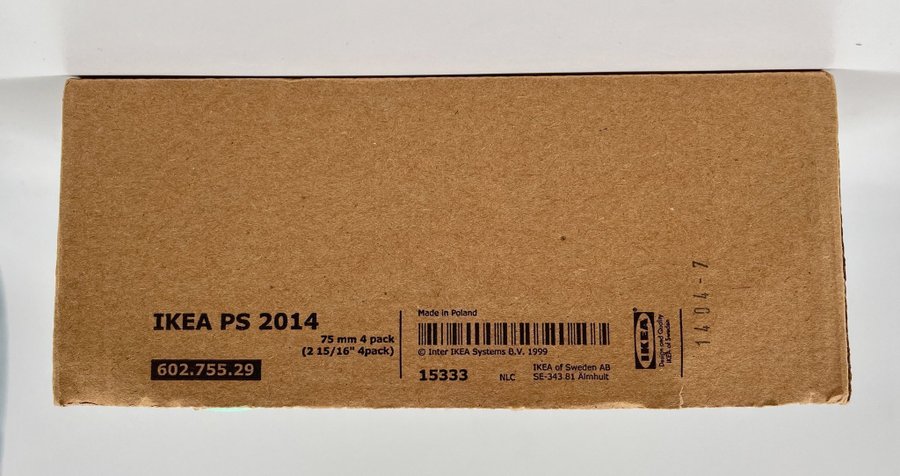 IKEA PS 2014
75 mm 4 pack
(2 15/16" 4pack)
602.755.29
Made in Poland
© Inter IKEA Systems B.V. 1999
15333
NLC
IKEA of Sweden AB
SE-343 81 Älmhult
IKEA
Design and Quality
IKEA of Sweden
1404-7